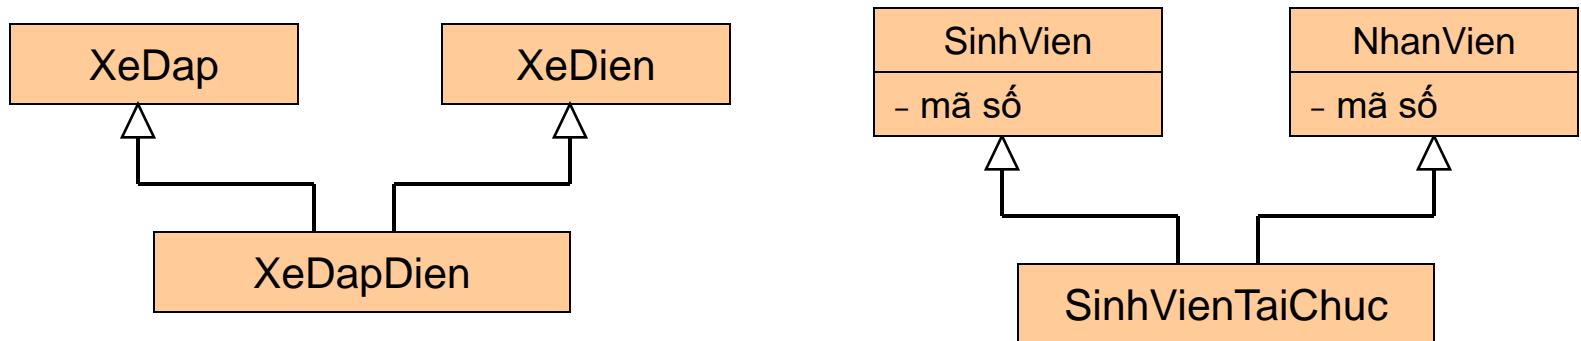 XeDap
XeDien
XeDapDien
SinhVien
– mã số
NhanVien
– mã số
SinhVienTaiChuc